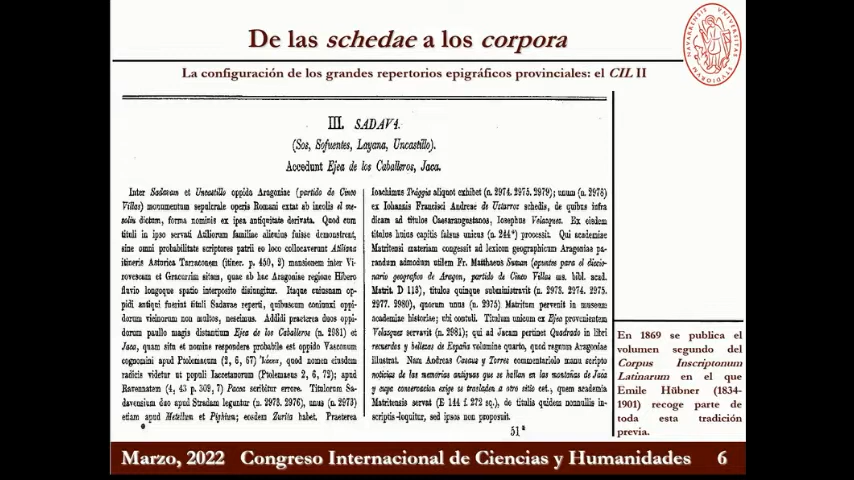 De las schedae a los corpora
La configuración de los grandes repertorios epigráficos provinciales: el CIL II
III. SADAVA.
(Sos, Sofuentes, Layana, Uncastillo).
Accedunt Ejea de los Caballeros, Jaca.
Inter Sadavam et Uncastillo oppido Aragoniae (partido de Cinco
Villas) monumentum sepulcrale operis Romani extat ab incolis el me-
solin dictum, forma nominis ex ipsa antiquitate derivata. Quod cum
tituli in ipso servati Atiliorum familiae alicuius fuisse demonstrent,
sine omni probabilitate scriptores patrii eo loco collocaverunt Atiliana
itineris Asturica Tarraconem (itiner. p. 450, 2) mansionem inter Vi-
rovescam et Gracurrim sitam, quae ab hac Aragoniae regione Hibero
fluvio longoque spatio interposito disiungitur. Itaque cuiusnam op-
pidi antiqui fuerint tituli Sadavae reperti, quibuscum coniunxi oppi-
dorum vicinorum non multos, nescimus. Addidi praeterea duos oppi-
dorum paullo magis distantium Ejea de los Caballeros (n. 2981) et
Jaca, quam situ et nomine respondere probabile est oppido Vasconum
cognomini apud Ptolemaeum (2, 6, 67) quod nomen eiusdem
radicis videtur ut populi Iaccetanorum (Ptolemaeus 2, 6, 72); apud
Ravennatem (4, 43 p. 309, 7) Pacca scribitur errore. Titulorum Sa-
davensium duo apud Stradam leguntur (n. 2973. 2976), unus (n. 2973)
etiam apud Metellum et Pighium; eosdem Zurita habet. Praeterea
Ioachimus Traggia aliquot exhibet (n. 2974. 2975. 2979); unum (n. 2978)
ex Iohannis Francisci Andreae de Uztarroz schedis, de quibus infra
dicam ad titulos Caesaraugustanos, Iosephus Velazquez. Ex eisdem
titulus huius capitis falsus unicus (n. 244*) processit. Qui academiae
Matritensi materiam congessit ad lexicon geographicum Aragoniae pa-
randum admodum utilem Fr. Matthaeus Suman (apuntes para el diccio-
nario geografico de Aragon, partido de Cinco Villas ms. bibl. acad.
Matrit. D 113), titulos quinque subministravit (n. 2973. 2974. 2975.
2977. 2980), quorum unus (n. 2975) Matritum pervenit in museum
academiae historiae; ubi contuli. Titulum unicum ex Ejea provenientem
Velazquez servavit (n. 2981); qui ad Jacam pertinet Quadrado in libri
recuerdos y bellezas de España volumine quarto, quod regnum Aragoniae
illustrat. Nam Andreas Casaus y Torres commentariolo manu scripto
noticias de las memorias antiguas que se hallan en las montañas de Jaca
y cuya conservacion exige se trasladen a otro sitio cet., quem academia
Matritensis servat (E 144 f. 272 sq.), de titulis quidem nonnullis in-
scriptis loquitur, sed ipsos non proposuit.
51*
En 1869 se publica el
volumen segundo del
Corpus Inscriptonum
Latinarum en el que
Emile Hübner (1834-
1901) recoge parte de
toda esta tradición
previa.
Marzo, 2022 Congreso Internacional de Ciencias y Humanidades 6